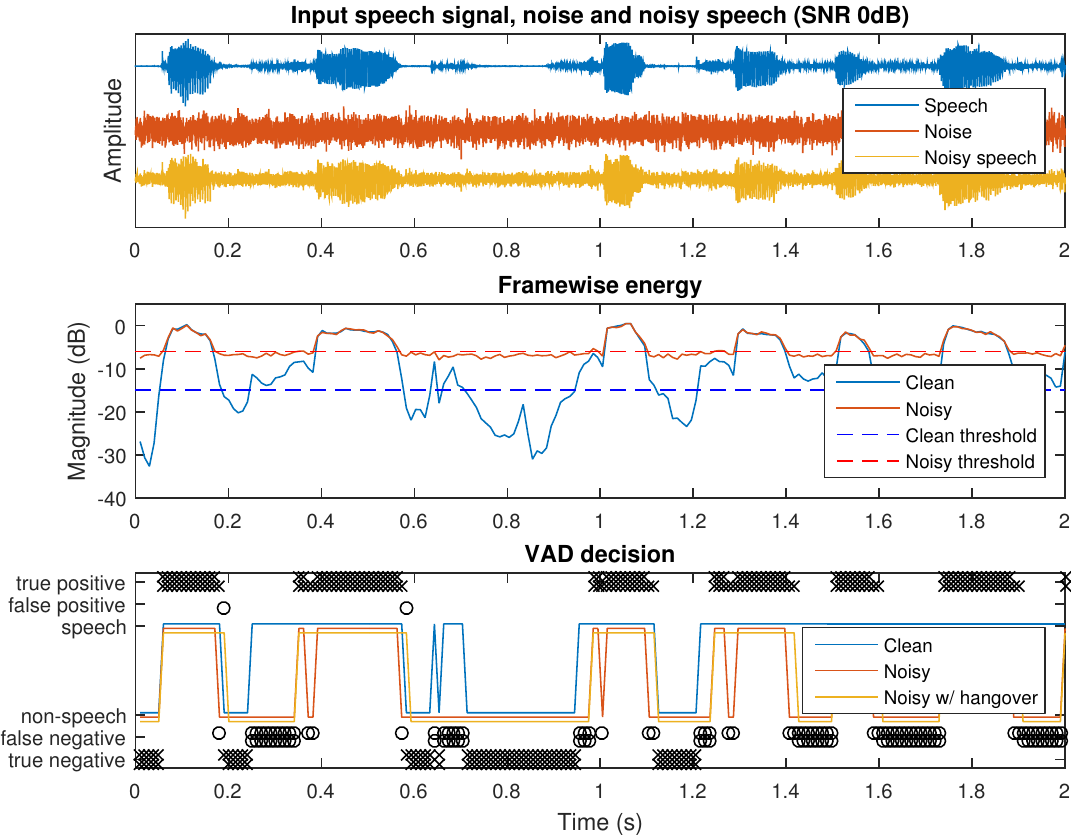 Input speech signal, noise and noisy speech (SNR 0dB)
Amplitude
Speech
Noise
Noisy speech
0 0.2 0.4 0.6 0.8 1 1.2 1.4 1.6 1.8 2
Framewise energy
Magnitude (dB)
0
-10
-20
-30
-40
Clean
Noisy
Clean threshold
Noisy threshold
0 0.2 0.4 0.6 0.8 1 1.2 1.4 1.6 1.8 2
VAD decision
true positive
false positive
speech
non-speech
false negative
true negative
Clean
Noisy
Noisy w/ hangover
0 0.2 0.4 0.6 0.8 1 1.2 1.4 1.6 1.8 2
Time (s)